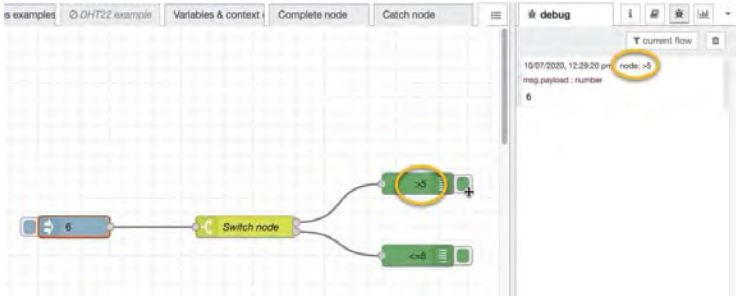 es examples DHT22 example Variables & context Complete node Catch node debug i
current flow
10/07/2020, 12:29:20 pm node: >5
msg.payload : number
6
>5
6 Switch node
<=5